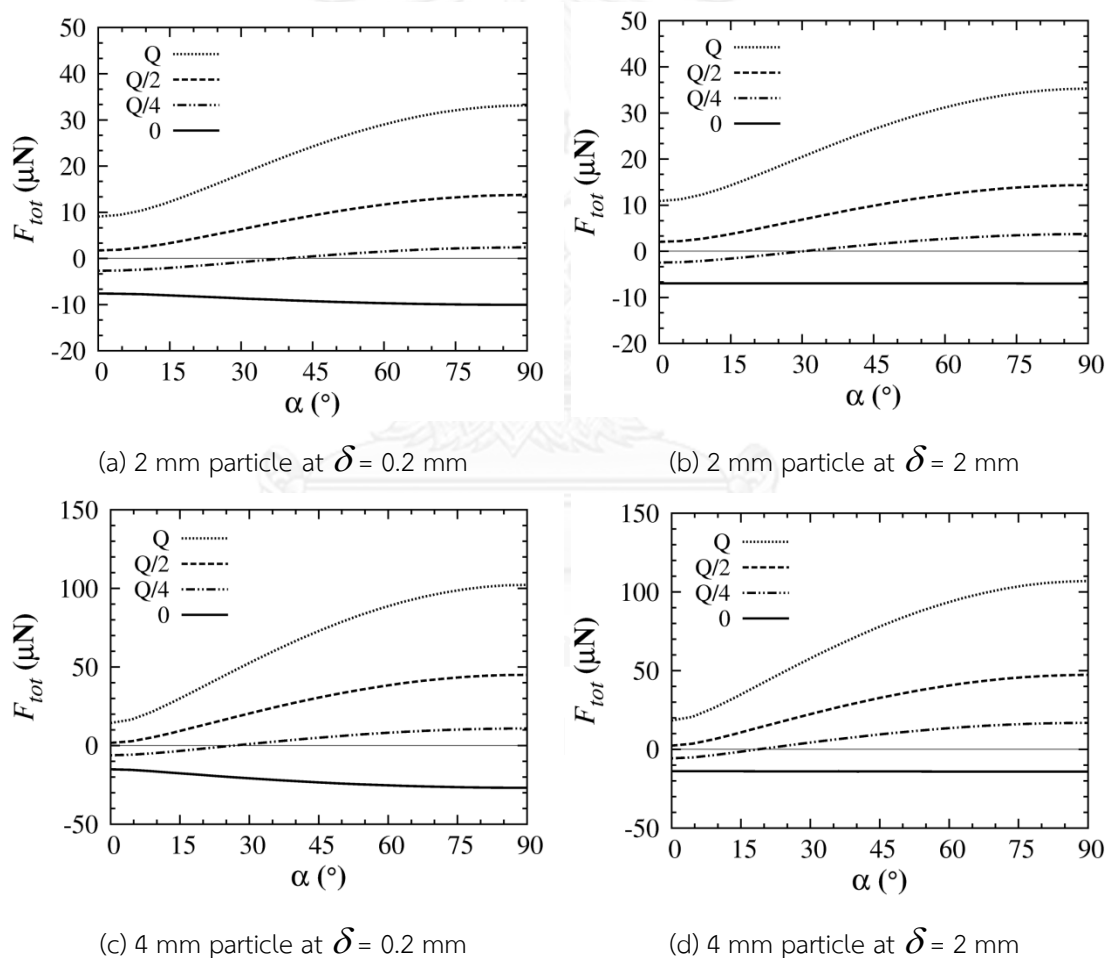 50
40
30
20
10
0
-10
-20
Q
Q/2
Q/4
0
F_tot (μN)
0 15 30 45 60 75 90
α (°)
50
40
30
20
10
0
-10
-20
Q
Q/2
Q/4
0
F_tot (μN)
0 15 30 45 60 75 90
α (°)
(a) 2 mm particle at δ = 0.2 mm
(b) 2 mm particle at δ = 2 mm
150
100
50
0
-50
Q
Q/2
Q/4
0
F_tot (μN)
0 15 30 45 60 75 90
α (°)
150
100
50
0
-50
Q
Q/2
Q/4
0
F_tot (μN)
0 15 30 45 60 75 90
α (°)
(c) 4 mm particle at δ = 0.2 mm
(d) 4 mm particle at δ = 2 mm